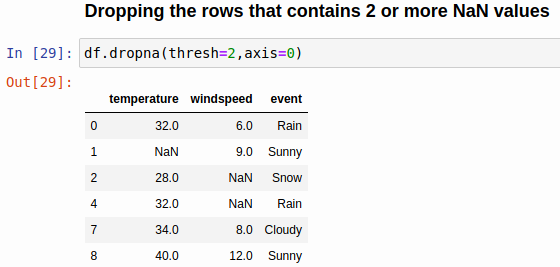 Dropping the rows that contains 2 or more NaN values
In [29]: df.dropna(thresh=2,axis=0)
Out[29]:
temperature windspeed event
0 32.0 6.0 Rain
1 NaN 9.0 Sunny
2 28.0 NaN Snow
4 32.0 NaN Rain
7 34.0 8.0 Cloudy
8 40.0 12.0 Sunny